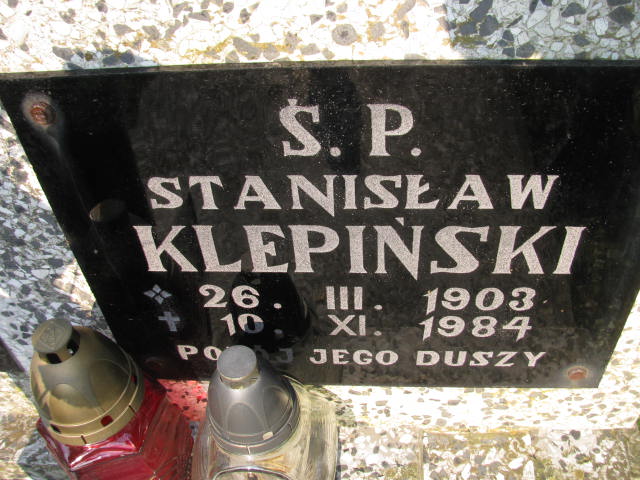 Ś. P.
STANISŁAW
KLEPIŃSKI
26. III. 1903
10. XI. 1984
JEGO DUSZY